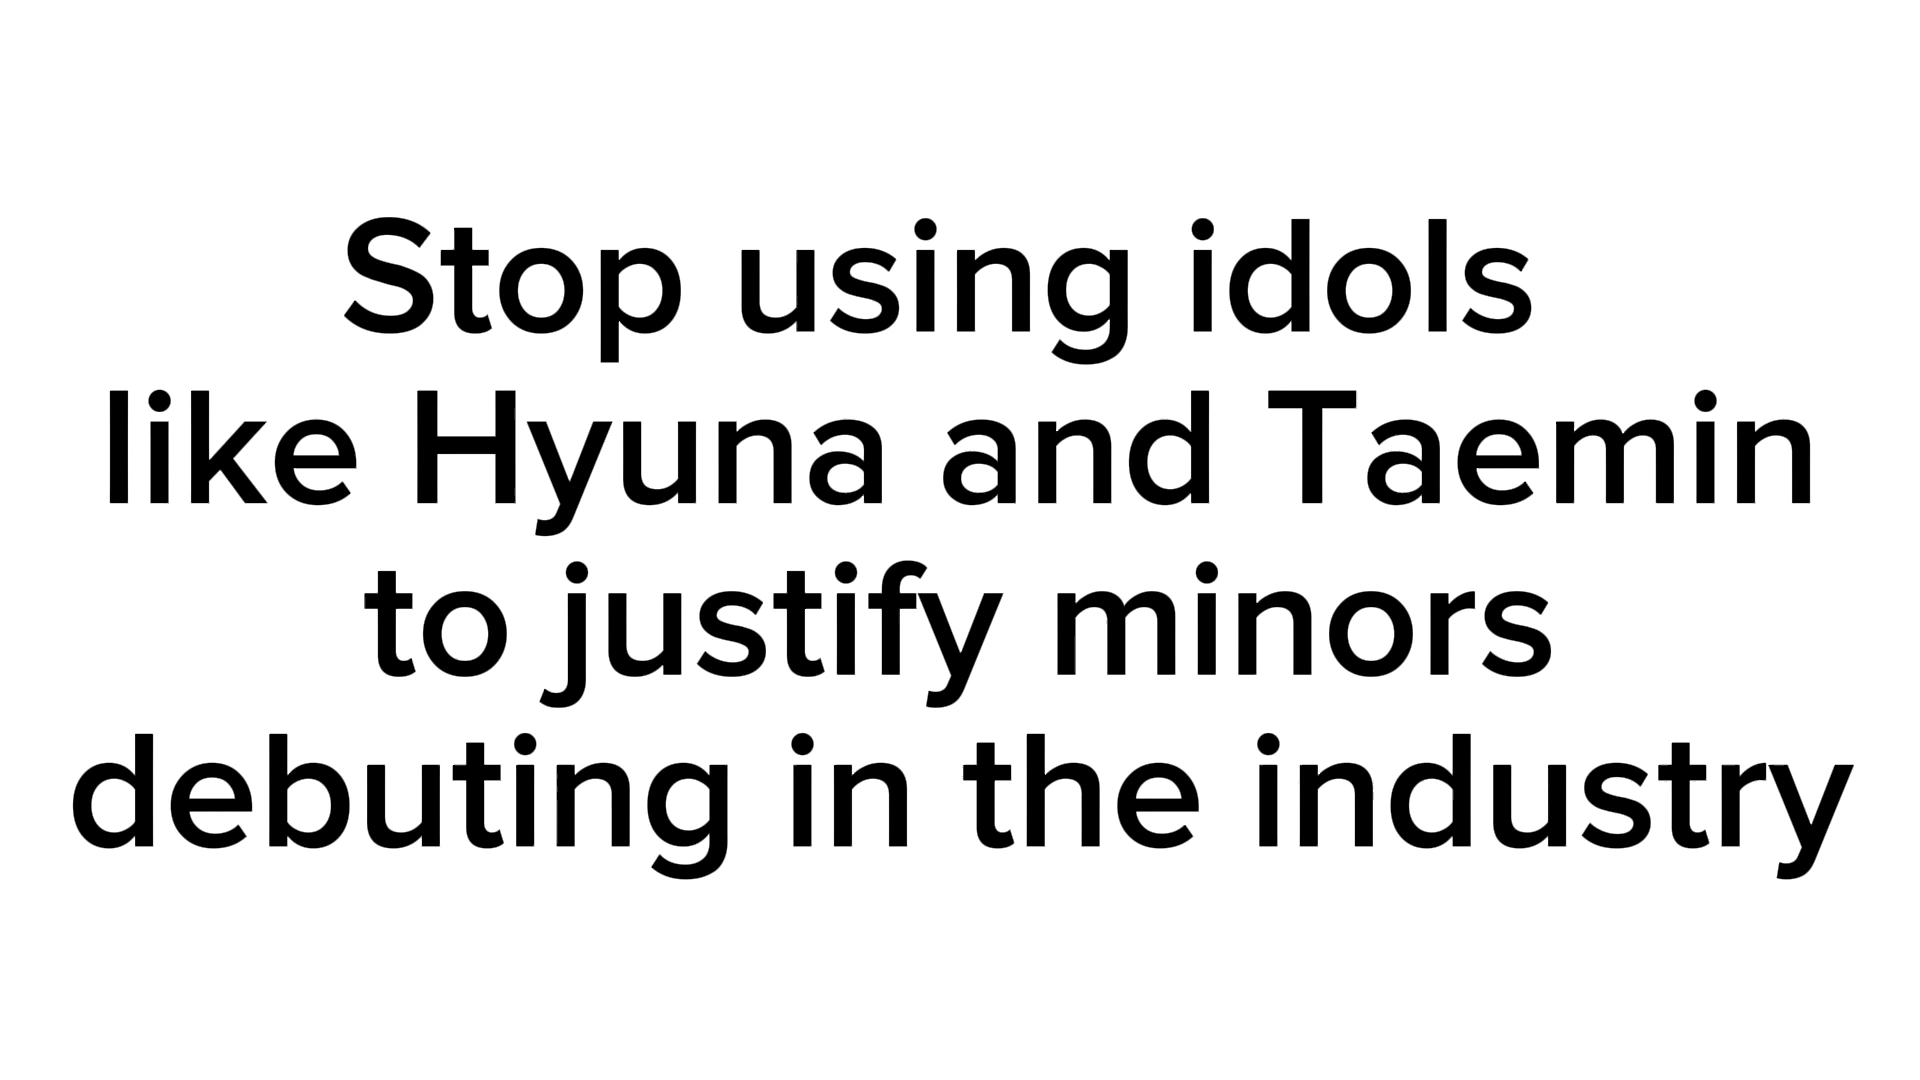 Stop using idols
like Hyuna and Taemin
to justify minors
debuting in the industry